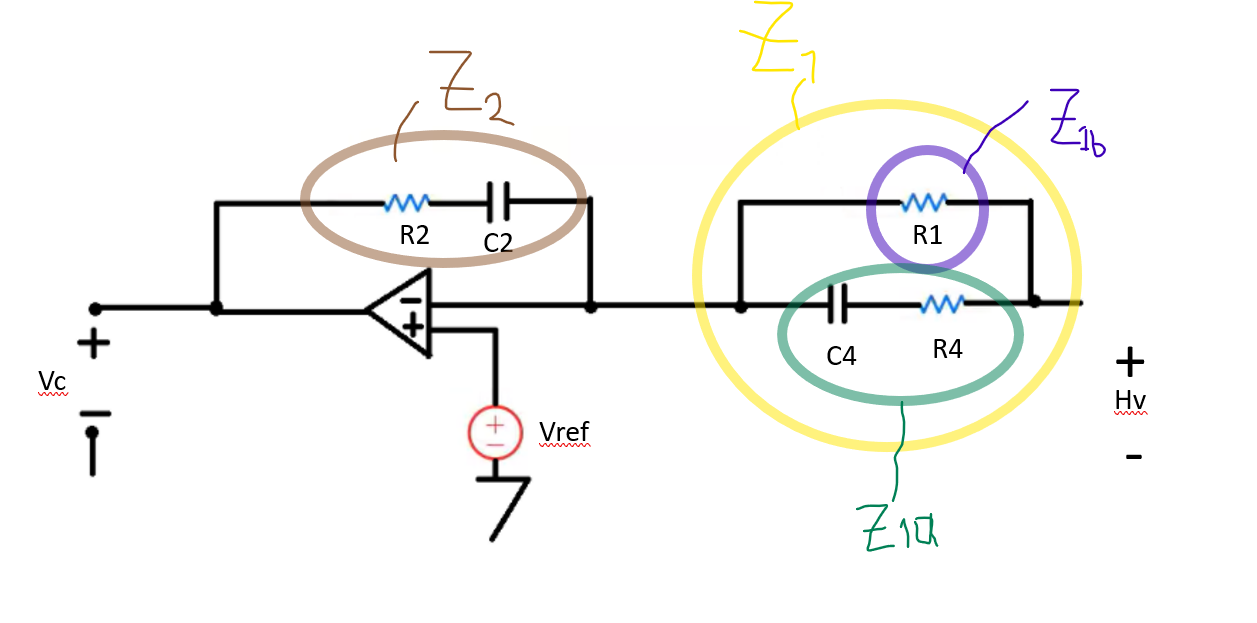 Z1
Z2
Z1b
R2
C2
R1
−
+
C4
R4
+
Vc
−
+
−
Vref
+
Hv
-
Z1a